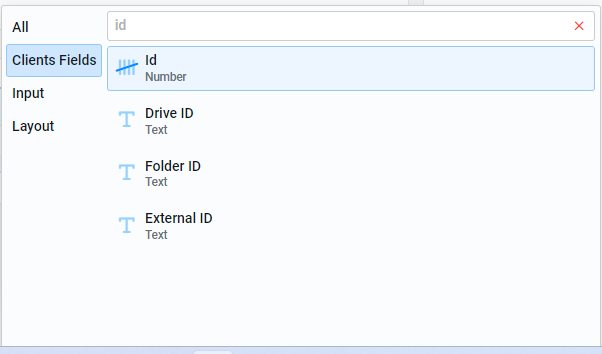 All
Clients Fields
Input
Layout
id
Id
Number
Drive ID
Text
Folder ID
Text
External ID
Text